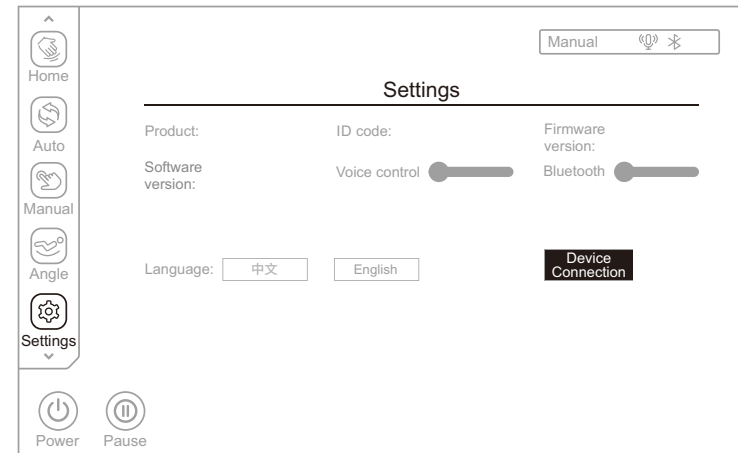 Manual
Home
Settings
Auto
Product:
ID code:
Firmware
version:
Software
version:
Voice control
Bluetooth
Manual
Angle
Language:
中文
English
Device
Connection
Settings
Power
Pause